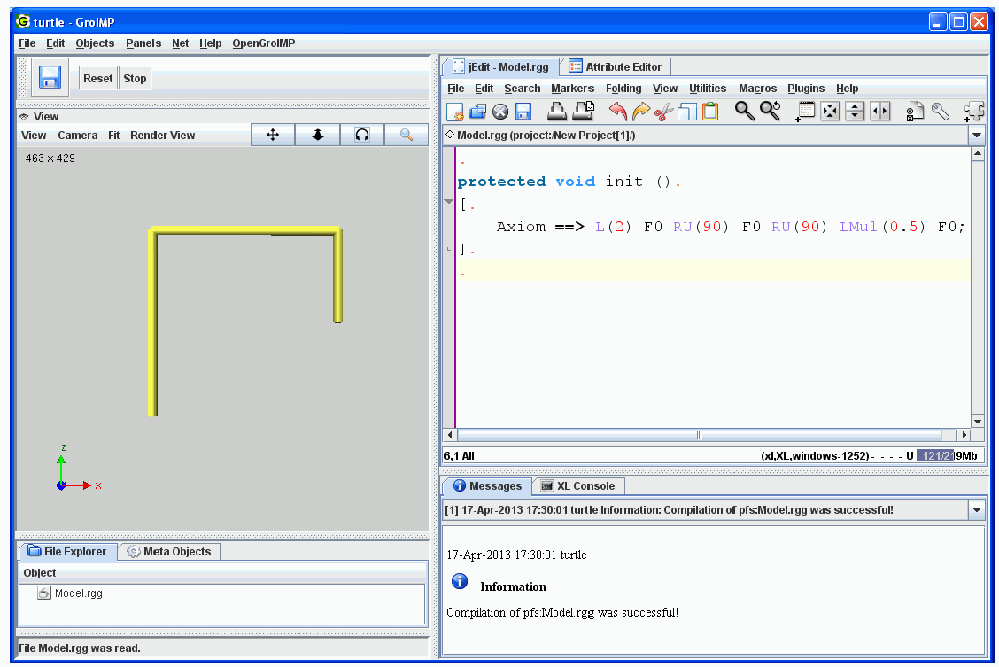 turtle - GroIMP
File Edit Objects Panels Net Help OpenGroIMP
Reset Stop
View
View Camera Fit Render View
463 x 429
z
x
File Explorer Meta Objects
Object
Model.rgg
File Model.rgg was read.
jEdit - Model.rgg Attribute Editor
File Edit Search Markers Folding View Utilities Macros Plugins Help
Model.rgg (project:/New Project[1]/)
.
protected void init ().
[.
Axiom ==> L(2) F0 RU(90) F0 RU(90) LMul(0.5) F0;
].
.
6,1 All (xl,XL,windows-1252)- - - - U 121/219Mb
Messages XL Console
[1] 17-Apr-2013 17:30:01 turtle Information: Compilation of pfs:Model.rgg was successful!
17-Apr-2013 17:30:01 turtle
Information
Compilation of pfs:Model.rgg was successful!